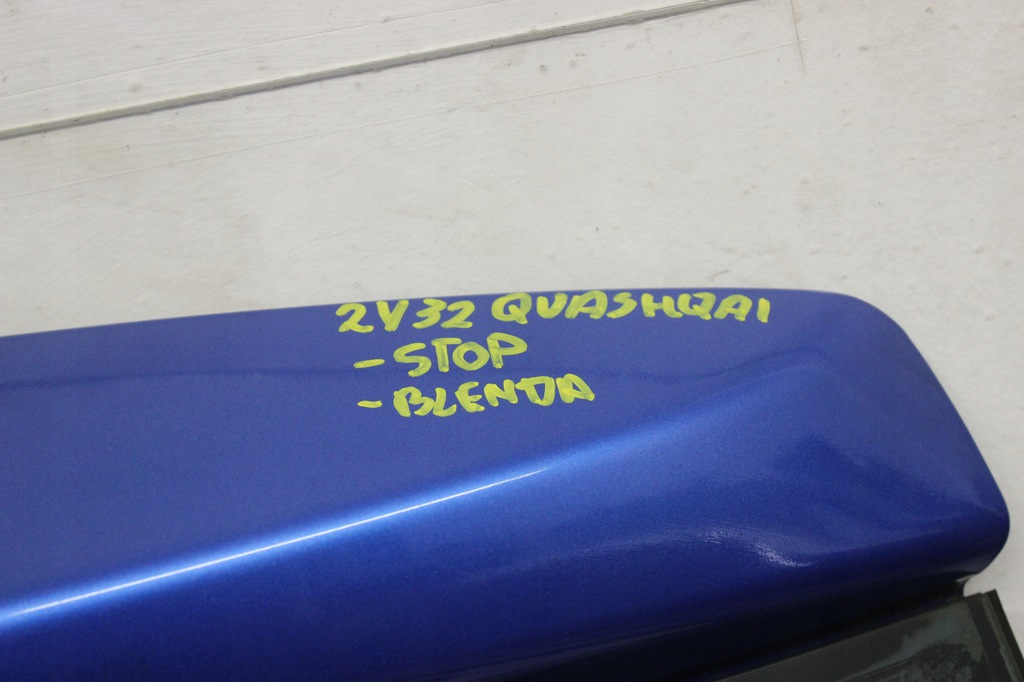 2V32 QUASHQAI
- STOP
- BLENDA